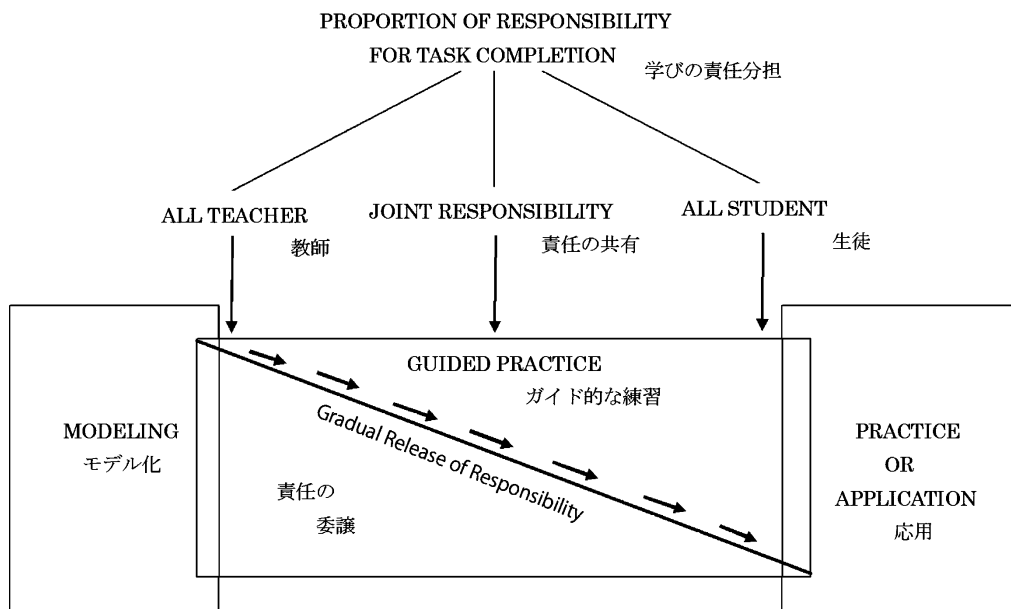 PROPORTION OF RESPONSIBILITY
FOR TASK COMPLETION
学びの責任分担
ALL TEACHER
教師
JOINT RESPONSIBILITY
責任の共有
ALL STUDENT
生徒
MODELING
モデル化
GUIDED PRACTICE
ガイド的な練習
Gradual Release of Responsibility
責任の
委譲
PRACTICE
OR
APPLICATION
応用